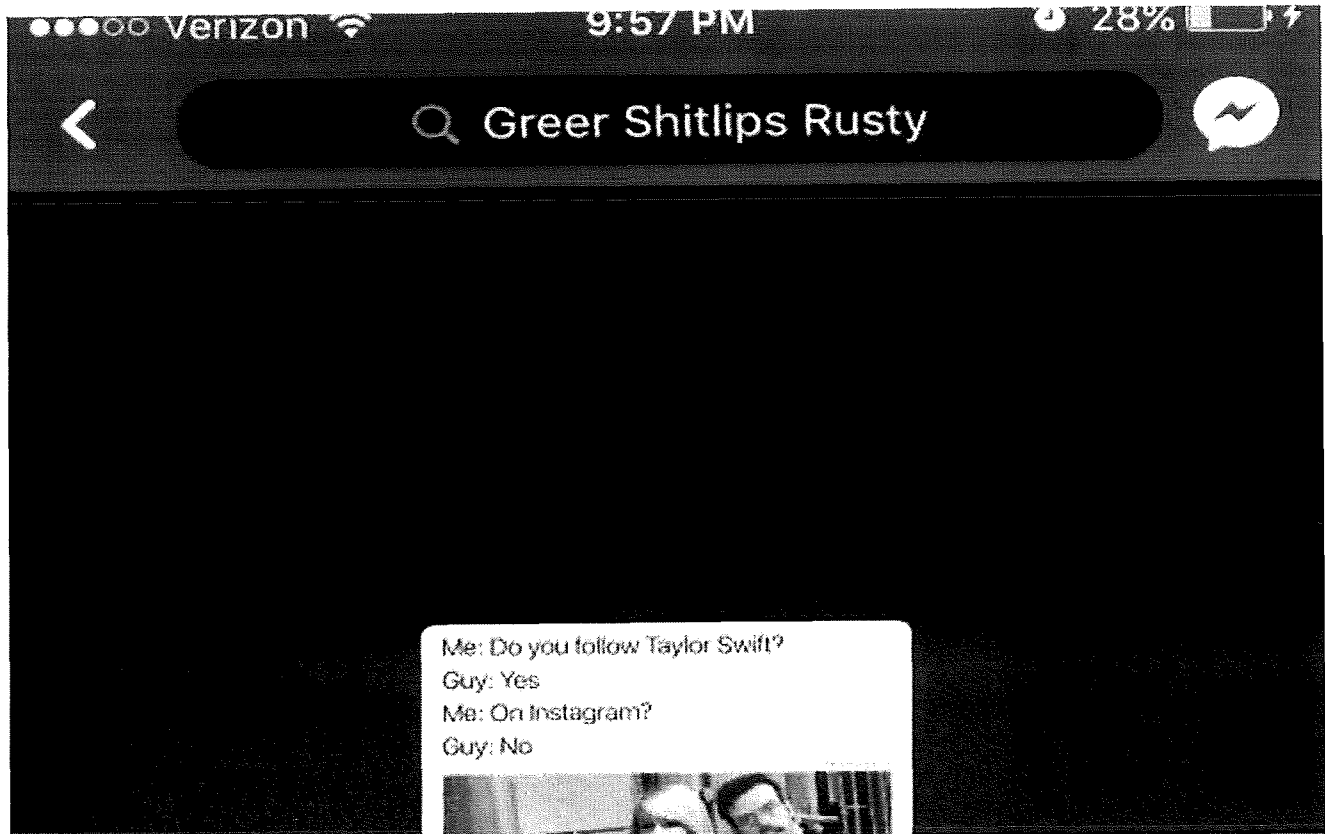 Verizon 9:57 PM 28%
Greer Shitlips Rusty
Me: Do you follow Taylor Swift?
Guy: Yes
Me: On Instagram?
Guy: No